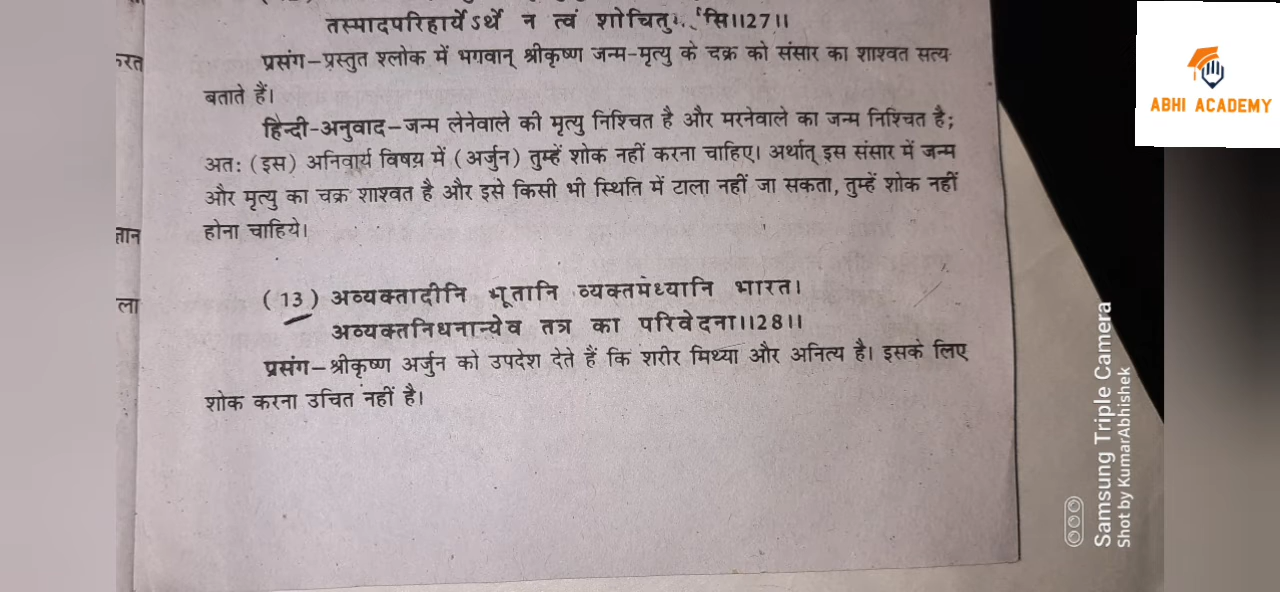 तस्मादपरिहार्येऽर्थे न त्वं शोचितु
प्रसंग–प्रस्तुत श्लोक में भगवान् श्रीकृष्ण जन्म-मृत्यु के चक्र को संसार का शाश्वत सत्य
बताते हैं।
हिन्दी-अनुवाद–जन्म लेनेवाले की मृत्यु निश्चित है और मरनेवाले का जन्म निश्चित है;
अतः (इस) अनिवार्य विषय में (अर्जुन) तुम्हें शोक नहीं करना चाहिए। अर्थात् इस संसार में जन्म
और मृत्यु का चक्र शाश्वत है और इसे किसी भी स्थिति में टाला नहीं जा सकता, तुम्हें शोक नहीं
होना चाहिये।
(13) अव्यक्तादीनि भूतानि व्यक्तमध्यानि भारत।
अव्यक्तनिधनान्येव तत्र का परिवेदना।।28।।
प्रसंग–श्रीकृष्ण अर्जुन को उपदेश देते हैं कि शरीर मिथ्या और अनित्य है। इसके लिए
शोक करना उचित नहीं है।
ला
ABHI ACADEMY
Samsung Triple Camera
Shot by KumarAbhishek